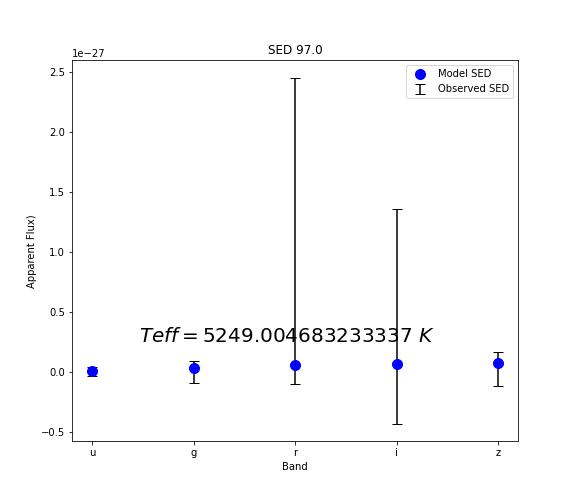 SED 97.0
1e−27
Model SED
Observed SED
2.5
2.0
1.5
1.0
0.5
0.0
−0.5
Apparent Flux)
Teff = 5249.004683233337 K
u g r i z
Band